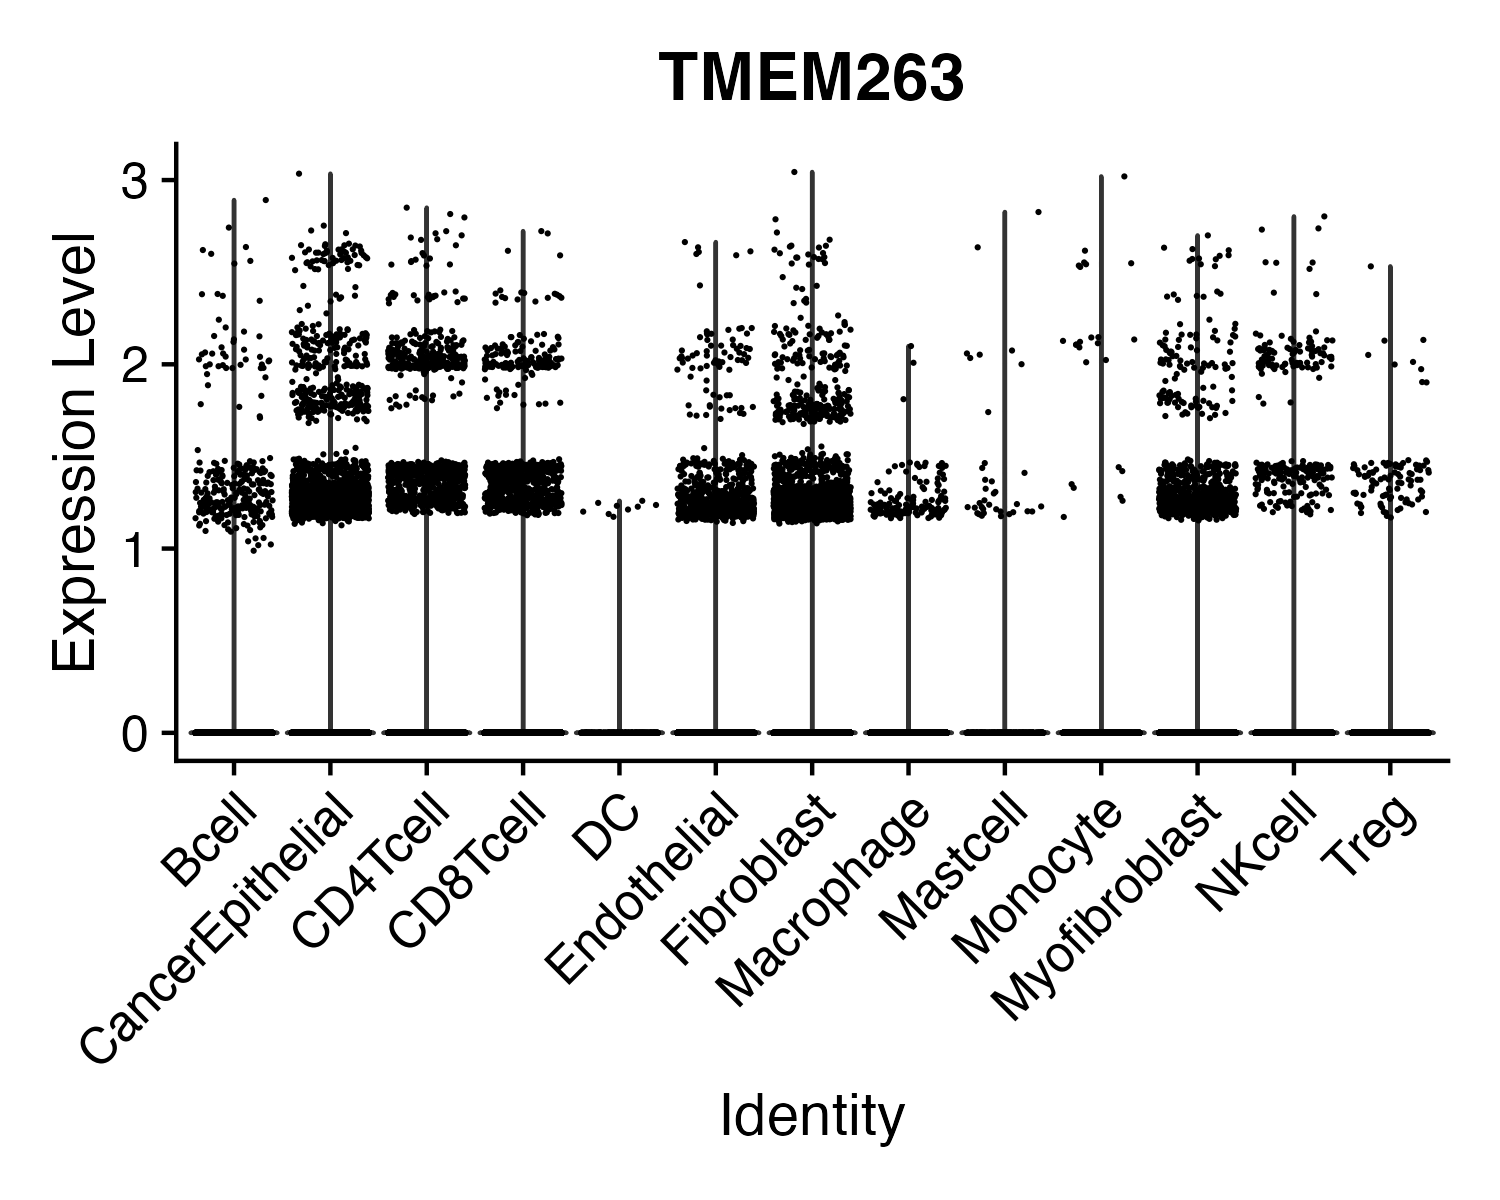 TMEM263
Expression Level
3
2
1
0
Bcell
CancerEpithelial
CD4Tcell
CD8Tcell
DC
Endothelial
Fibroblast
Macrophage
Mastcell
Monocyte
Myofibroblast
NKcell
Treg
Identity